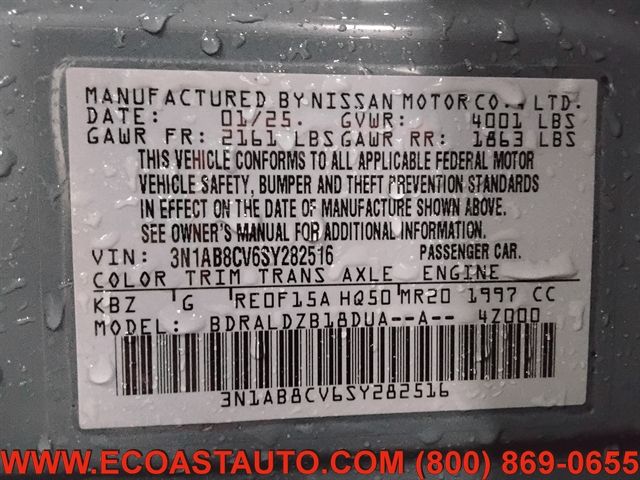 MANUFACTURED BY NISSAN MOTOR CO., LTD.
DATE: 01/25. GVWR: 4001 LBS
GAWR FR: 2161 LBS GAWR RR: 1863 LBS
THIS VEHICLE CONFORMS TO ALL APPLICABLE FEDERAL MOTOR
VEHICLE SAFETY, BUMPER AND THEFT PREVENTION STANDARDS
IN EFFECT ON THE DATE OF MANUFACTURE SHOWN ABOVE.
SEE OWNER'S MANUAL FOR ADDITIONAL INFORMATION.
VIN: 3N1AB8CV6SY282516 PASSENGER CAR.
COLOR TRIM TRANS AXLE ENGINE
KBZ G RE0F15A HQ50 MR20 1997 CC
MODEL: BDRALDZB18DUA--A-- 4Z000
3N1AB8CV6SY282516
WWW.ECOASTAUTO.COM (800) 869-0655